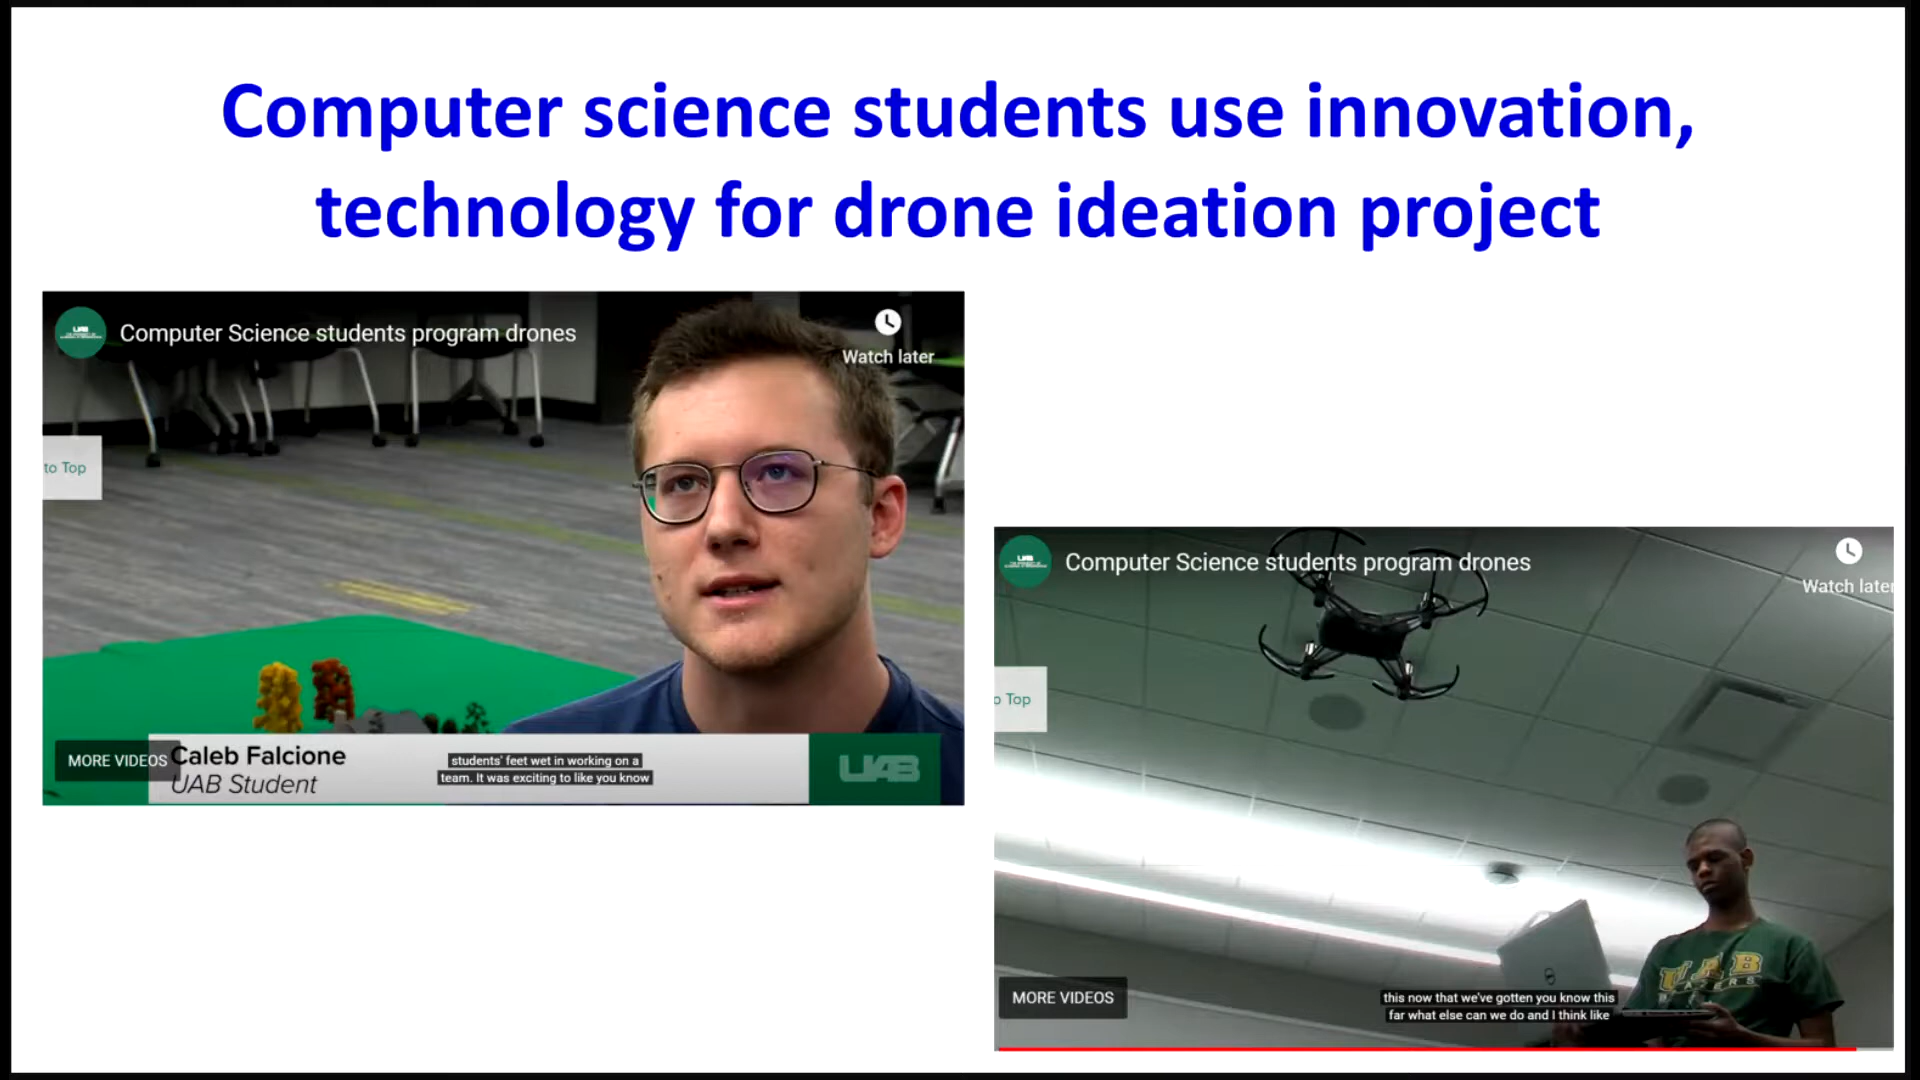 Computer science students use innovation,
technology for drone ideation project
Computer Science students program drones
Watch later
to Top
MORE VIDEOS
Caleb Falcione
UAB Student
students' feet wet in working on a
team. It was exciting to like you know
UAB
Computer Science students program drones
Watch later
o Top
UAB
BLAZERS
MORE VIDEOS
this now that we've gotten you know this
far what else can we do and I think like